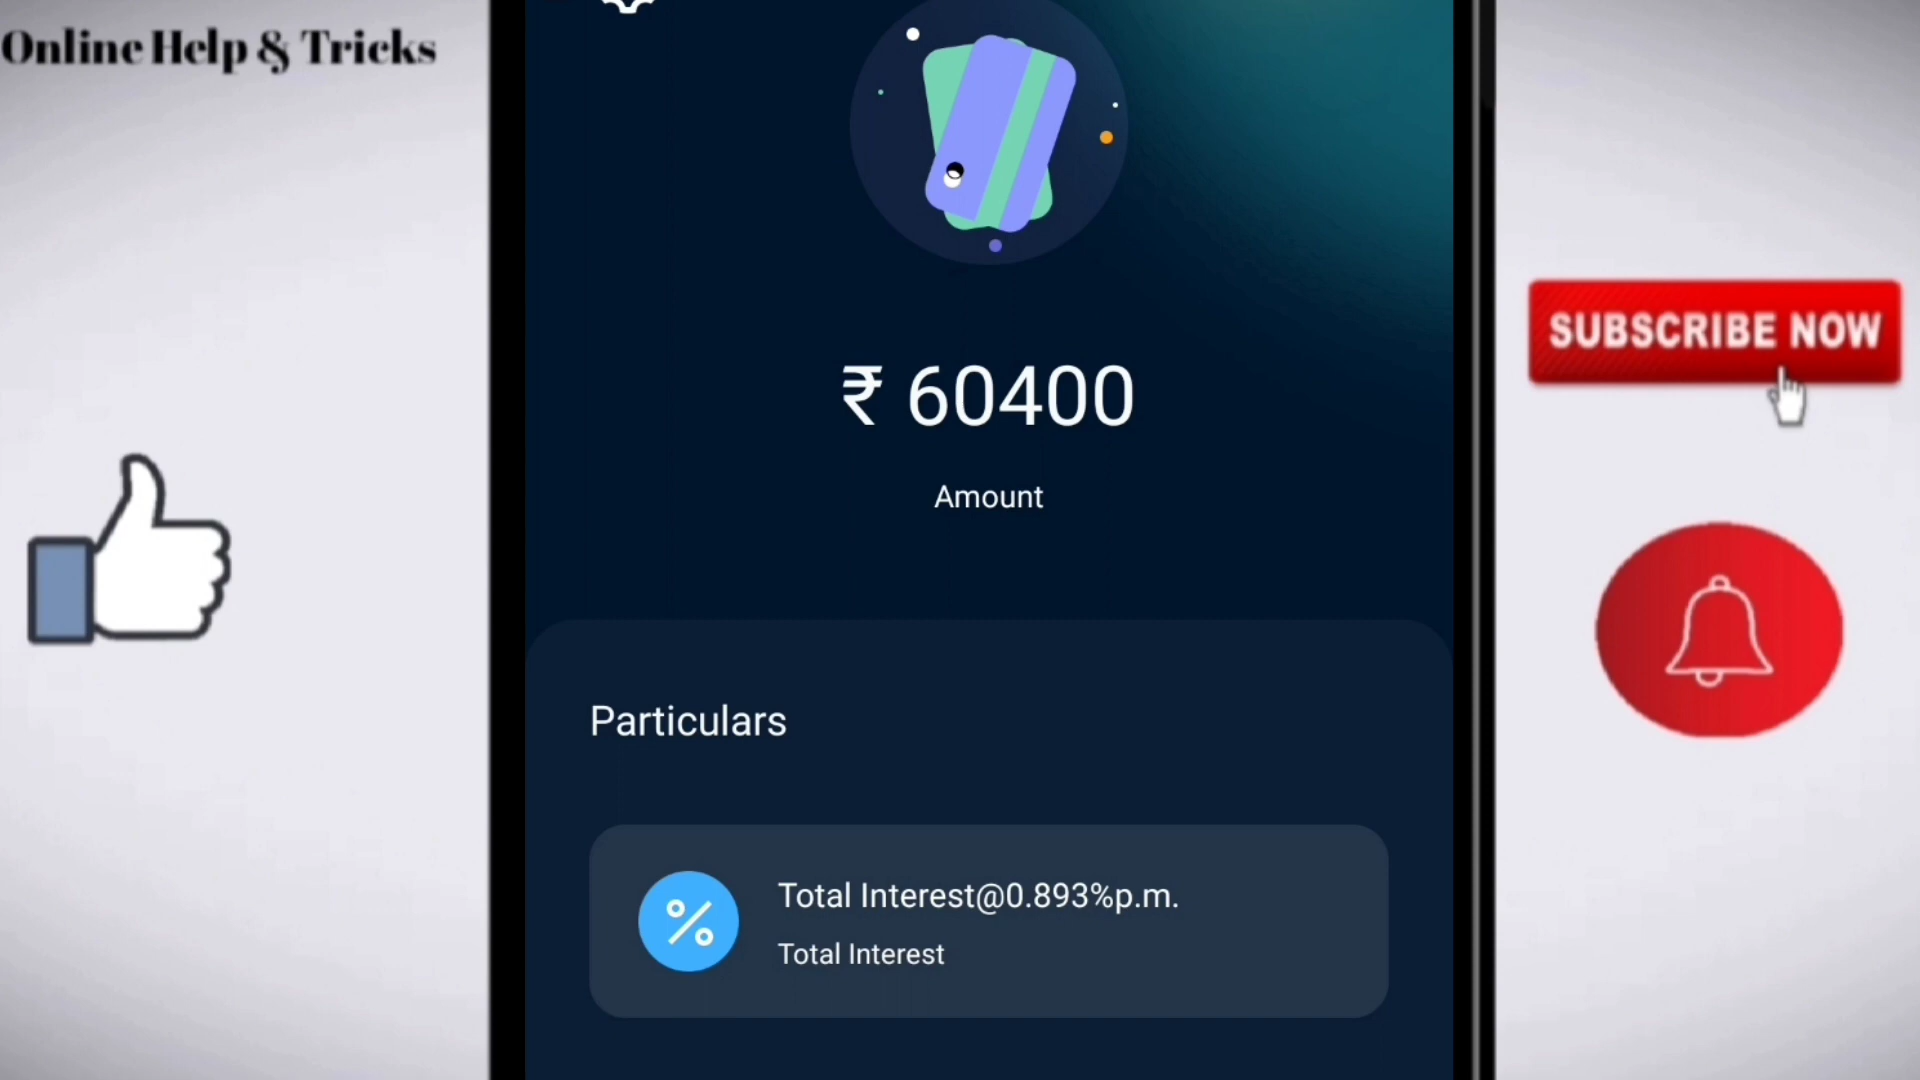 Online Help & Tricks
SUBSCRIBE NOW
₹ 60400
Amount
Particulars
Total Interest@0.893%p.m.
Total Interest